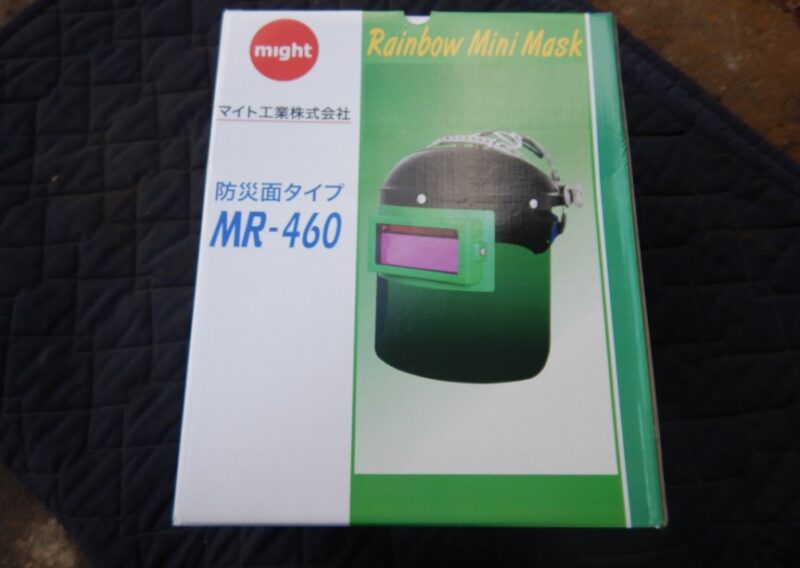 might
Rainbow Mini Mask
マイト工業株式会社
防災面タイプ
MR-460